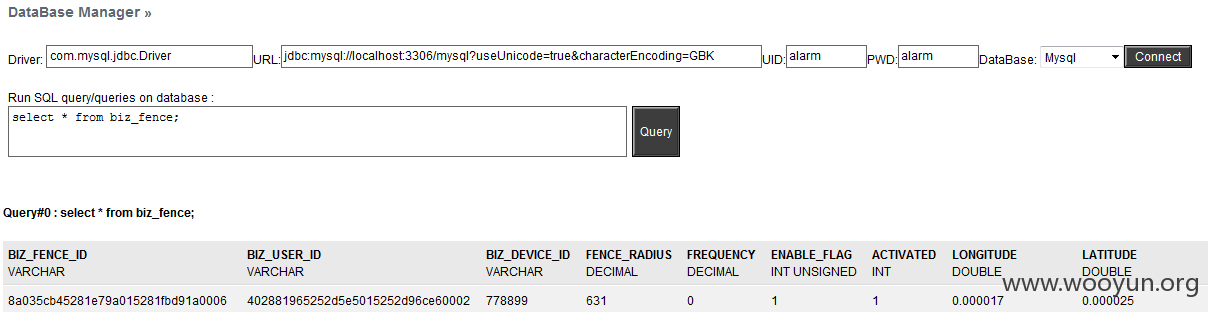 DataBase Manager »
Driver: com.mysql.jdbc.Driver URL: jdbc:mysql://localhost:3306/mysql?useUnicode=true&characterEncoding=GBK UID: alarm PWD: alarm DataBase: Mysql Connect
Run SQL query/queries on database :
select * from biz_fence;
Query
Query#0 : select * from biz_fence;
BIZ_FENCE_ID BIZ_USER_ID BIZ_DEVICE_ID FENCE_RADIUS FREQUENCY ENABLE_FLAG ACTIVATED LONGITUDE LATITUDE
VARCHAR VARCHAR VARCHAR DECIMAL DECIMAL INT UNSIGNED INT DOUBLE DOUBLE
8a035cb45281e79a015281fbd91a0006 402881965252d5e5015252d96ce60002 778899 631 0 1 1 0.000017 0.000025
www.wooyun.org